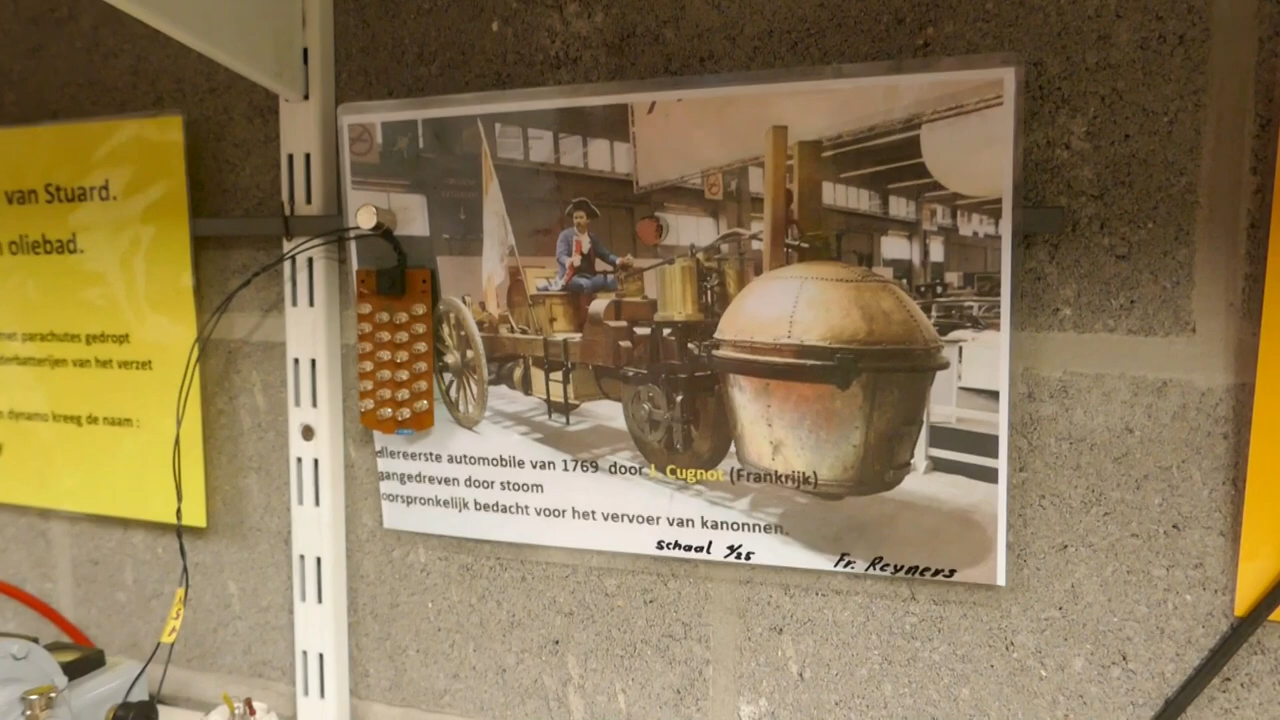 van Stuard.
oliebad.
met parachutes gedropt
van het verzet
dynamo kreeg de naam :
allereerste automobile van 1769 door J. Cugnot (Frankrijk)
aangedreven door stoom
oorspronkelijk bedacht voor het vervoer van kanonnen.
schaal 1/25
Fr. Reyners